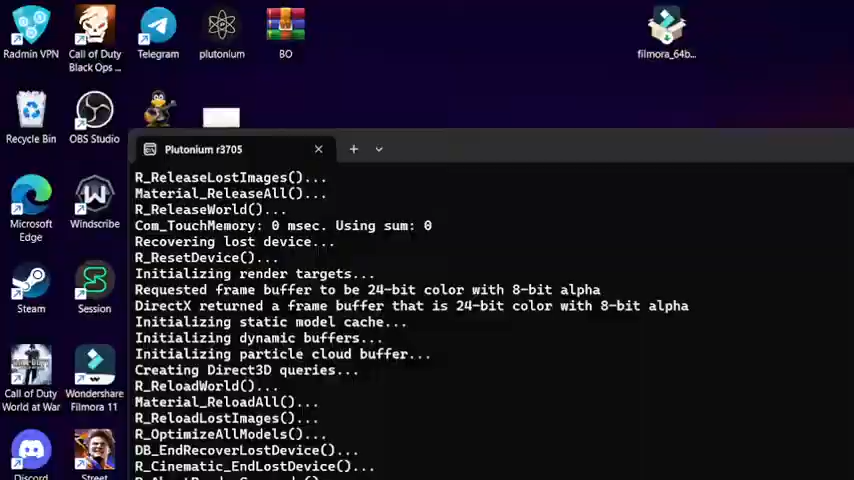 Radmin VPN
Call of Duty
Black Ops ...
Telegram
plutonium
BO
filmora_64b...
Recycle Bin
OBS Studio
Plutonium r3705
R_ReleaseLostImages()...
Material_ReleaseAll()...
R_ReleaseWorld()...
Com_TouchMemory: 0 msec. Using sum: 0
Recovering lost device...
R_ResetDevice()...
Initializing render targets...
Requested frame buffer to be 24-bit color with 8-bit alpha
DirectX returned a frame buffer that is 24-bit color with 8-bit alpha
Initializing static model cache...
Initializing dynamic buffers...
Initializing particle cloud buffer...
Creating Direct3D queries...
R_ReloadWorld()...
Material_ReloadAll()...
R_ReloadLostImages()...
R_OptimizeAllModels()...
DB_EndRecoverLostDevice()...
R_Cinematic_EndLostDevice()...
Microsoft
Edge
Windscribe
Steam
Session
Call of Duty
World at War
Wondershare
Filmora 11
Discord
Street